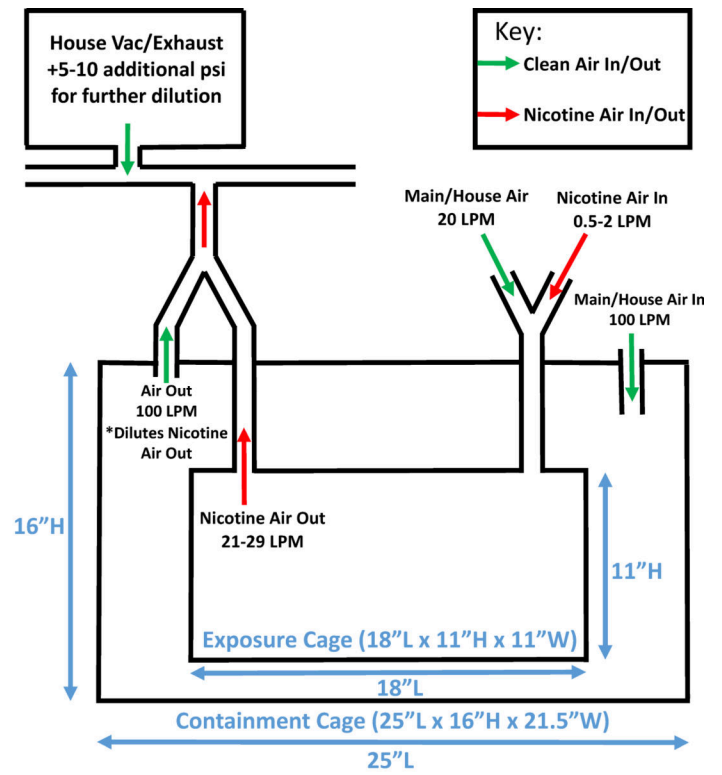 House Vac/Exhaust
+5-10 additional psi
for further dilution
Key:
Clean Air In/Out
Nicotine Air In/Out
Main/House Air
20 LPM
Nicotine Air In
0.5-2 LPM
Main/House Air In
100 LPM
Air Out
100 LPM
*Dilutes Nicotine
Air Out
Nicotine Air Out
21-29 LPM
16”H
11”H
Exposure Cage (18”L x 11”H x 11”W)
18”L
Containment Cage (25”L x 16”H x 21.5”W)
25”L